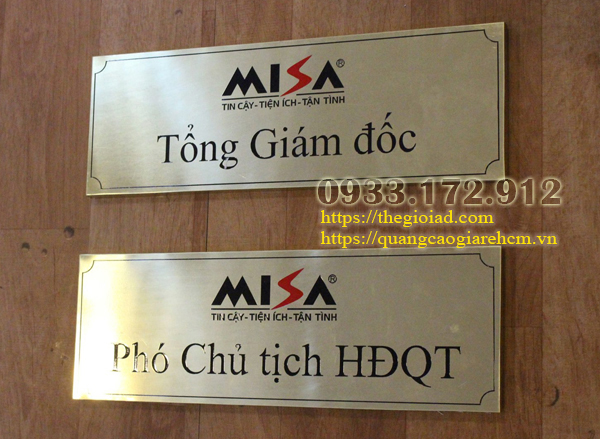 MISA®
TIN CẬY-TIỆN ÍCH-TẬN TÌNH
Tổng Giám đốc
0933.172.912
https://thegioiad.com
https://quangcaogiarehcm.vn
MISA®
TIN CẬY-TIỆN ÍCH-TẬN TÌNH
Phó Chủ tịch HĐQT